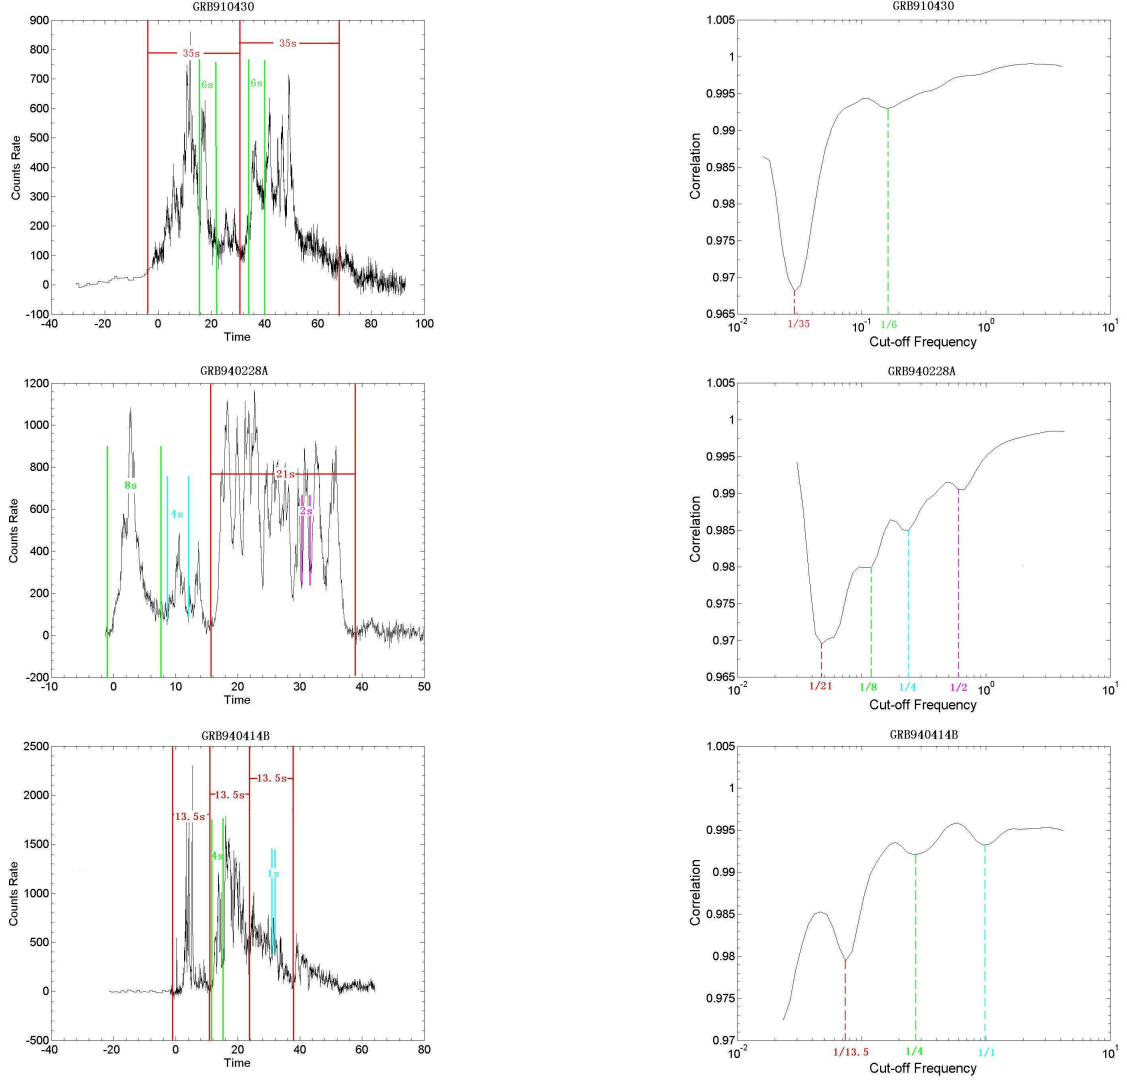 GRB910430
900
800
700
600
500
400
300
200
100
0
-100
-40 -20 0 20 40 60 80 100
Counts Rate
Time
35s
35s
6s
6s
GRB910430
1.005
1
0.995
0.99
0.985
0.98
0.975
0.97
0.965
10^-2 10^-1 10^0 10^1
1/35
1/6
Correlation
Cut-off Frequency
GRB940228A
1200
1000
800
600
400
200
0
-200
-10 0 10 20 30 40 50
Counts Rate
Time
8s
4s
21s
2s
GRB940228A
1.005
1
0.995
0.99
0.985
0.98
0.975
0.97
0.965
10^-2 10^0 10^1
1/21
1/8
1/4
1/2
Correlation
Cut-off Frequency
GRB940414B
2500
2000
1500
1000
500
0
-500
-40 -20 0 20 40 60 80
Counts Rate
Time
13.5s
13.5s
13.5s
4s
1s
GRB940414B
1.005
1
0.995
0.99
0.985
0.98
0.975
0.97
10^-2 10^-1 10^0 10^1
1/13.5
1/4
1/1
Correlation
Cut-off Frequency